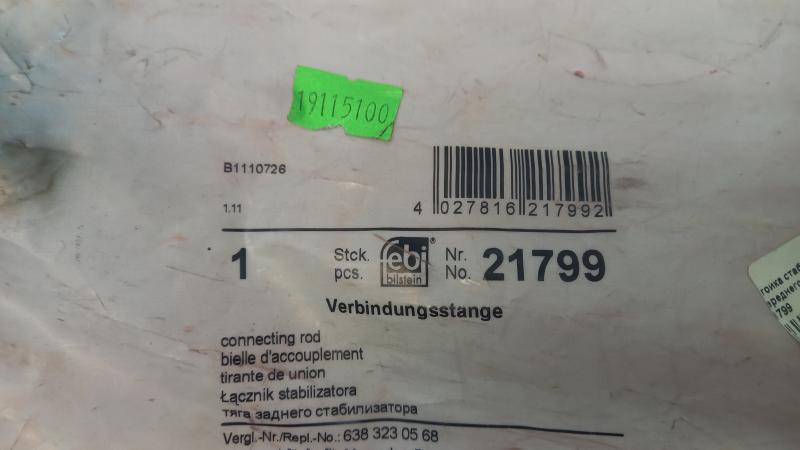 19115100
B1110726
1.11
4 027816 217992
1 Stck. febi® Nr. 21799
pcs. bilstein No.
Verbindungsstange
connecting rod
bielle d'accouplement
tirante de union
Łącznik stabilizatora
тяга заднего стабилизатора
Vergl.-Nr./Repl.-No.: 638 323 05 68